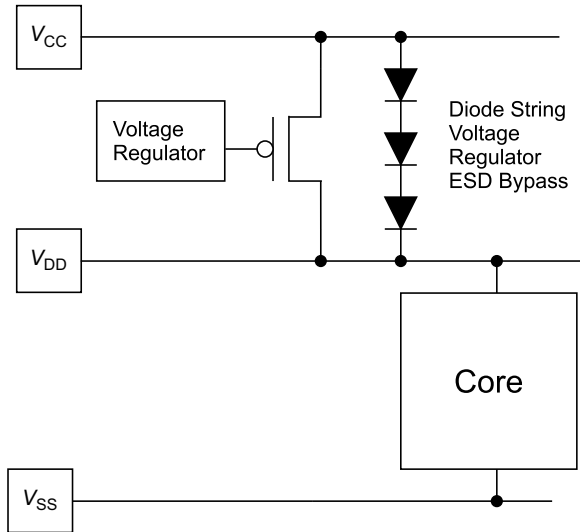 VCC
Voltage
Regulator
Diode String
Voltage
Regulator
ESD Bypass
VDD
Core
VSS